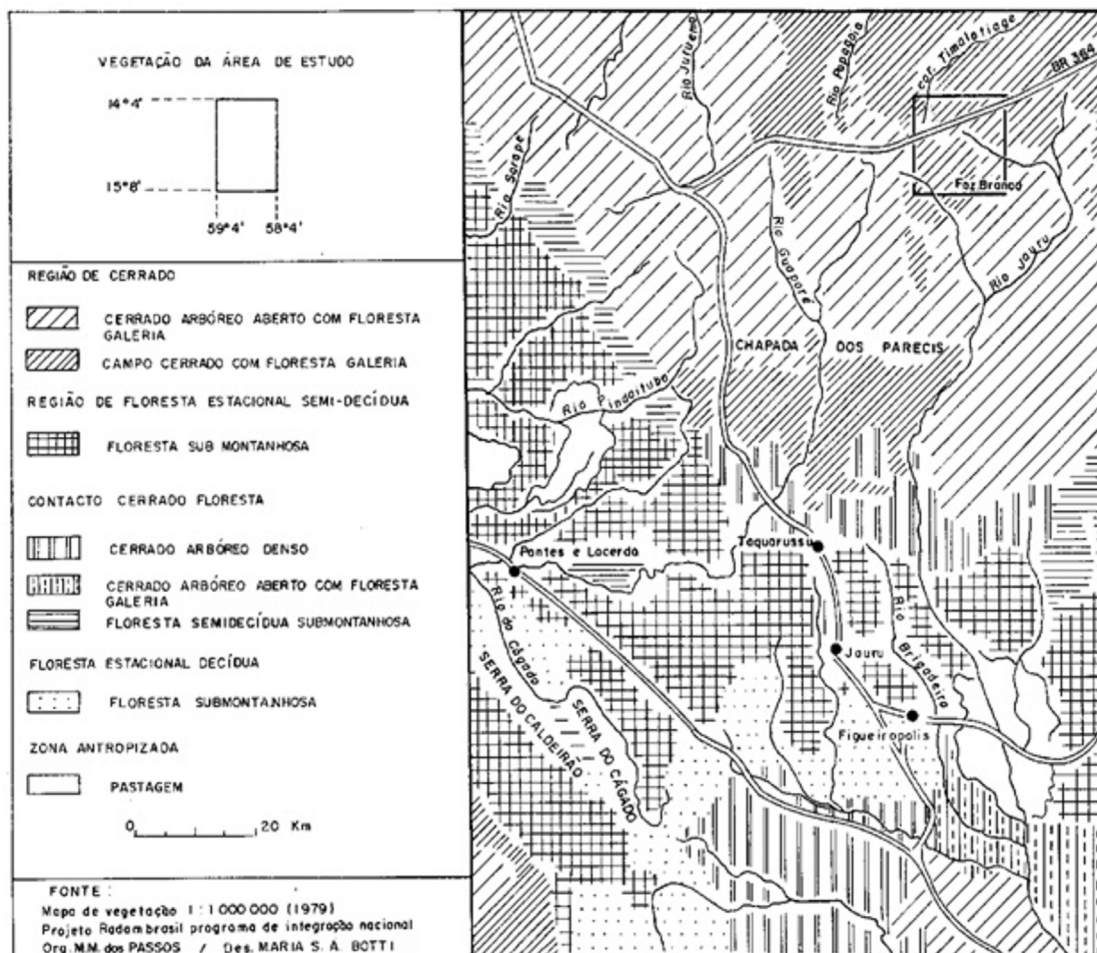 VEGETAÇÃO DA ÁREA DE ESTUDO
14°4'
15°8'
59°4' 58°4'
REGIÃO DE CERRADO
CERRADO ARBÓREO ABERTO COM FLORESTA
GALERIA
CAMPO CERRADO COM FLORESTA GALERIA
REGIÃO DE FLORESTA ESTACIONAL SEMI-DECÍDUA
FLORESTA SUB MONTANHOSA
CONTACTO CERRADO FLORESTA
CERRADO ARBÓREO DENSO
CERRADO ARBÓREO ABERTO COM FLORESTA
GALERIA
FLORESTA SEMIDECÍDUA SUBMONTANHOSA
FLORESTA ESTACIONAL DECÍDUA
FLORESTA SUBMONTANHOSA
ZONA ANTROPIZADA
PASTAGEM
0 20 Km
FONTE :
Mapa de vegetação 1:1 000 000 (1979)
Projeto Radambrasil programa de integração nacional
Org. M.M. dos PASSOS / Des. MARIA S. A. BOTTI
Rio Juruema
Rio Papagaio
cor. Timalatiage
BR 364
Rio Sarapé
Faz. Branca
Rio Guaporé
Rio Jauru
CHAPADA DOS PARECIS
Rio Pindaituba
Taquarussu
Pontes e Lacerda
Rio do Cágado
Jauru
Rio Brigadeiro
SERRA DO CALDEIRÃO
SERRA DO CÁGADO
Figueiropolis